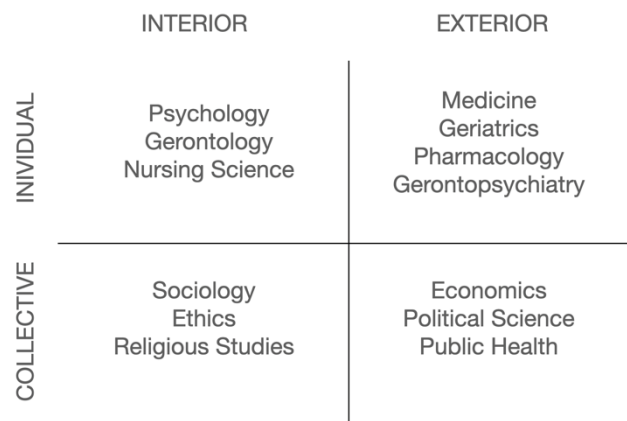 INTERIOR
EXTERIOR
INIVIDUAL
Psychology
Gerontology
Nursing Science
Medicine
Geriatrics
Pharmacology
Gerontopsychiatry
COLLECTIVE
Sociology
Ethics
Religious Studies
Economics
Political Science
Public Health